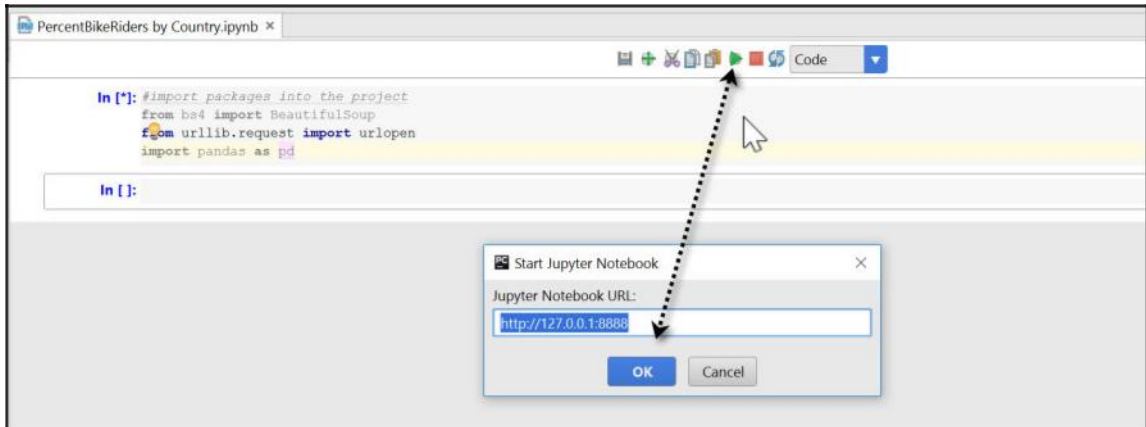 PercentBikeRiders by Country.ipynb ×
Code
In [*]: #import packages into the project
from bs4 import BeautifulSoup
from urllib.request import urlopen
import pandas as pd
In [ ]:
PC Start Jupyter Notebook ×
Jupyter Notebook URL:
http://127.0.0.1:8888
OK Cancel